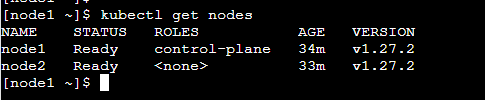 [node1 ~]$ kubectl get nodes
NAME    STATUS   ROLES           AGE   VERSION
node1   Ready    control-plane   34m   v1.27.2
node2   Ready    <none>          33m   v1.27.2
[node1 ~]$